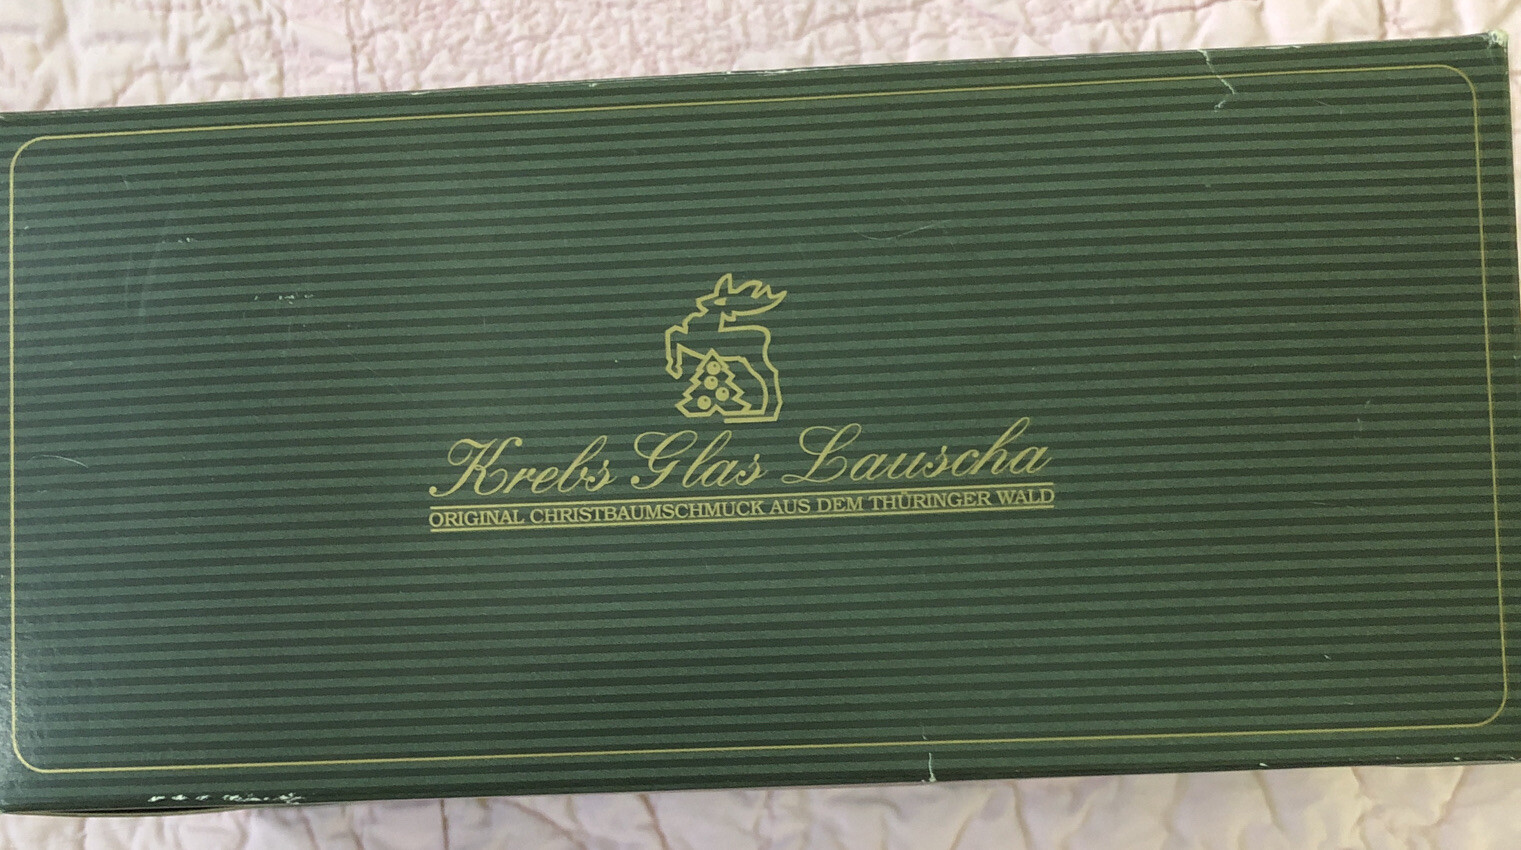 Krebs Glas Lauscha
ORIGINAL CHRISTBAUMSCHMUCK AUS DEM THÜRINGER WALD